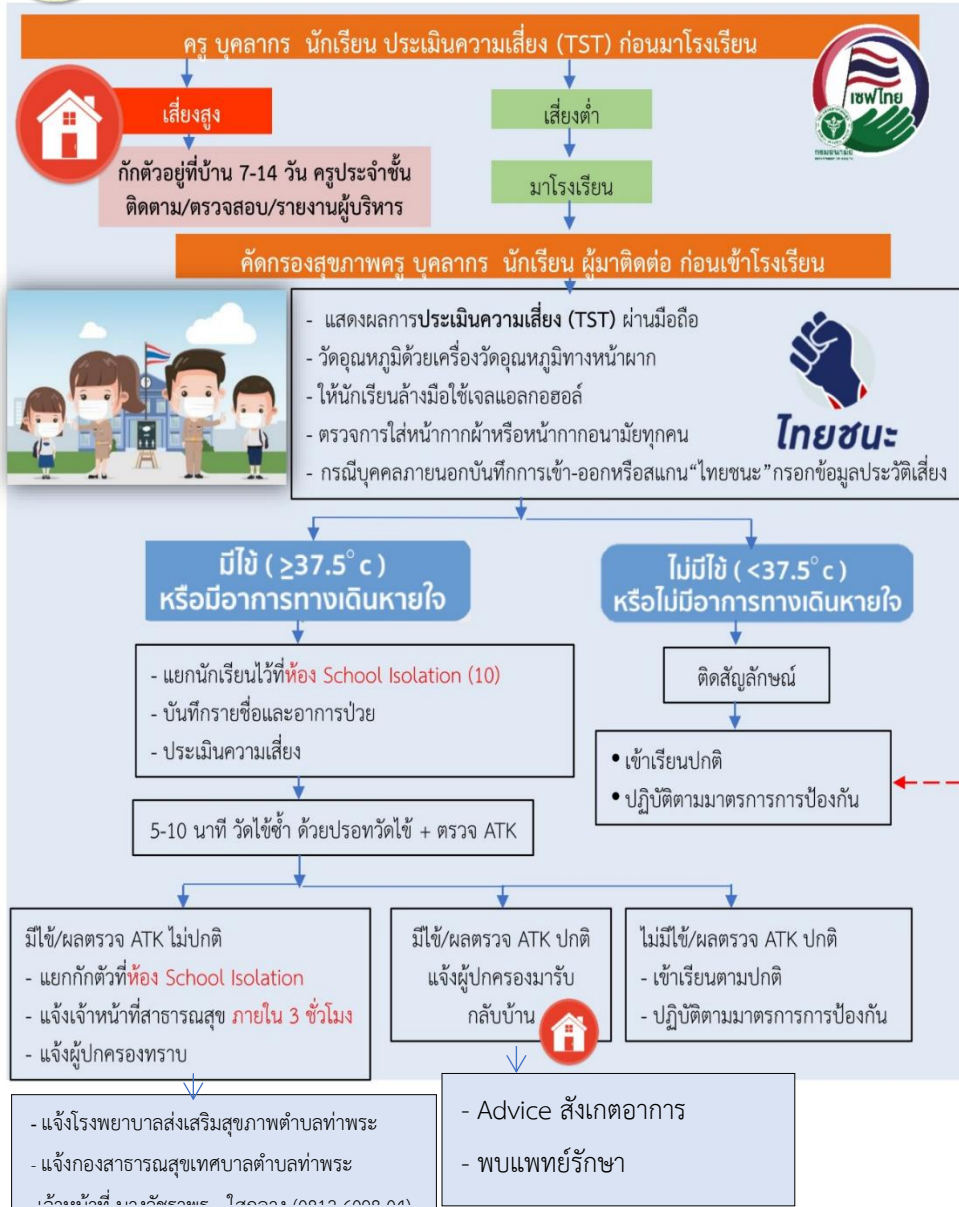 ครู บุคลากร นักเรียน ประเมินความเสี่ยง (TST) ก่อนมาโรงเรียน
เซฟไทย
กรมอนามัย
เสี่ยงสูง
เสี่ยงต่ำ
กักตัวอยู่ที่บ้าน 7-14 วัน ครูประจำชั้น
ติดตาม/ตรวจสอบ/รายงานผู้บริหาร
มาโรงเรียน
คัดกรองสุขภาพครู บุคลากร นักเรียน ผู้มาติดต่อ ก่อนเข้าโรงเรียน
- แสดงผลการประเมินความเสี่ยง (TST) ผ่านมือถือ
- วัดอุณหภูมิด้วยเครื่องวัดอุณหภูมิทางหน้าผาก
- ให้นักเรียนล้างมือใช้เจลแอลกอฮอล์
- ตรวจการใส่หน้ากากผ้าหรือหน้ากากอนามัยทุกคน
- กรณีบุคคลภายนอกบันทึกการเข้า-ออกหรือสแกน“ไทยชนะ”กรอกข้อมูลประวัติเสี่ยง
ไทยชนะ
มีไข้ ( ≥37.5° c )
หรือมีอาการทางเดินหายใจ
ไม่มีไข้ ( <37.5° c )
หรือไม่มีอาการทางเดินหายใจ
- แยกนักเรียนไว้ที่ห้อง School Isolation (10)
- บันทึกรายชื่อและอาการป่วย
- ประเมินความเสี่ยง
ติดสัญลักษณ์
• เข้าเรียนปกติ
• ปฏิบัติตามมาตรการการป้องกัน
5-10 นาที วัดไข้ซ้ำ ด้วยปรอทวัดไข้ + ตรวจ ATK
มีไข้/ผลตรวจ ATK ไม่ปกติ
- แยกกักตัวที่ห้อง School Isolation
- แจ้งเจ้าหน้าที่สาธารณสุข ภายใน 3 ชั่วโมง
- แจ้งผู้ปกครองทราบ
มีไข้/ผลตรวจ ATK ปกติ
แจ้งผู้ปกครองมารับ
กลับบ้าน
ไม่มีไข้/ผลตรวจ ATK ปกติ
- เข้าเรียนตามปกติ
- ปฏิบัติตามมาตรการการป้องกัน
- แจ้งโรงพยาบาลส่งเสริมสุขภาพตำบลท่าพระ
- แจ้งกองสาธารณสุขเทศบาลตำบลท่าพระ
- Advice สังเกตอาการ
- พบแพทย์รักษา